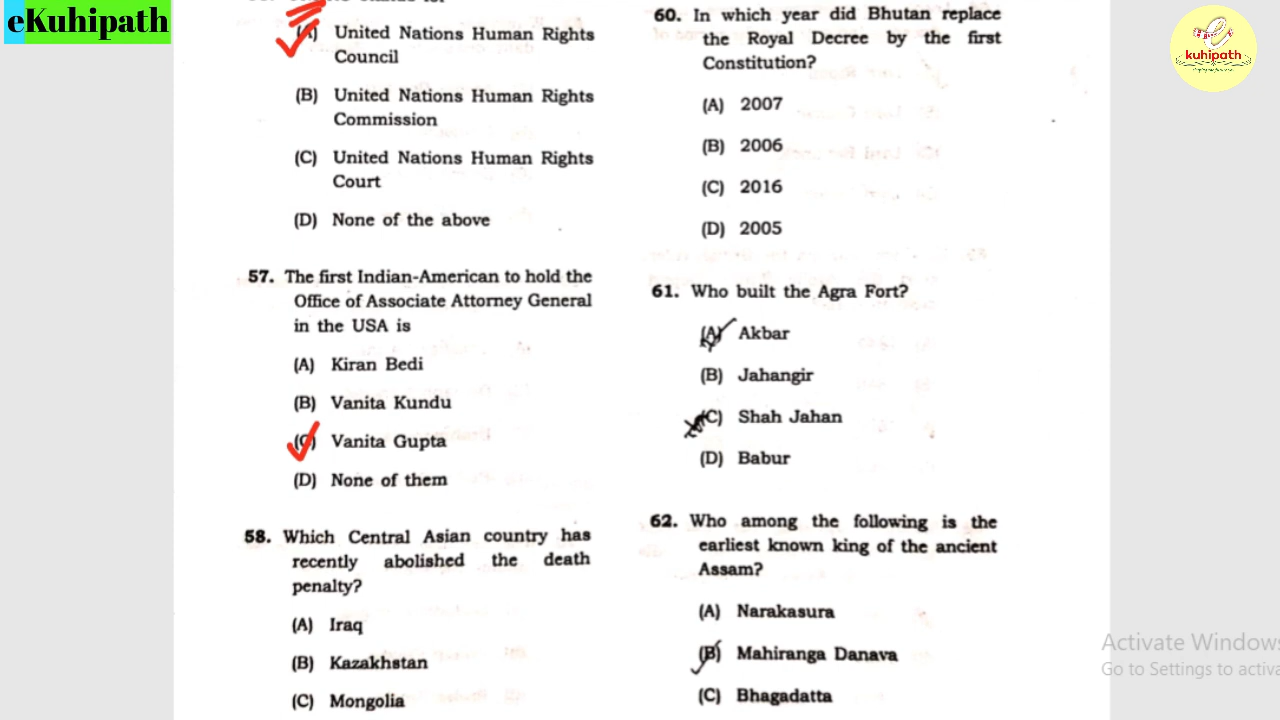 eKuhipath
kuhipath
(A) United Nations Human Rights
Council
(B) United Nations Human Rights
Commission
(C) United Nations Human Rights
Court
(D) None of the above
57. The first Indian-American to hold the
Office of Associate Attorney General
in the USA is
(A) Kiran Bedi
(B) Vanita Kundu
(C) Vanita Gupta
(D) None of them
58. Which Central Asian country has
recently abolished the death
penalty?
(A) Iraq
(B) Kazakhstan
(C) Mongolia
60. In which year did Bhutan replace
the Royal Decree by the first
Constitution?
(A) 2007
(B) 2006
(C) 2016
(D) 2005
61. Who built the Agra Fort?
(A) Akbar
(B) Jahangir
(C) Shah Jahan
(D) Babur
62. Who among the following is the
earliest known king of the ancient
Assam?
(A) Narakasura
(B) Mahiranga Danava
(C) Bhagadatta
Activate Windows
Go to Settings to activa